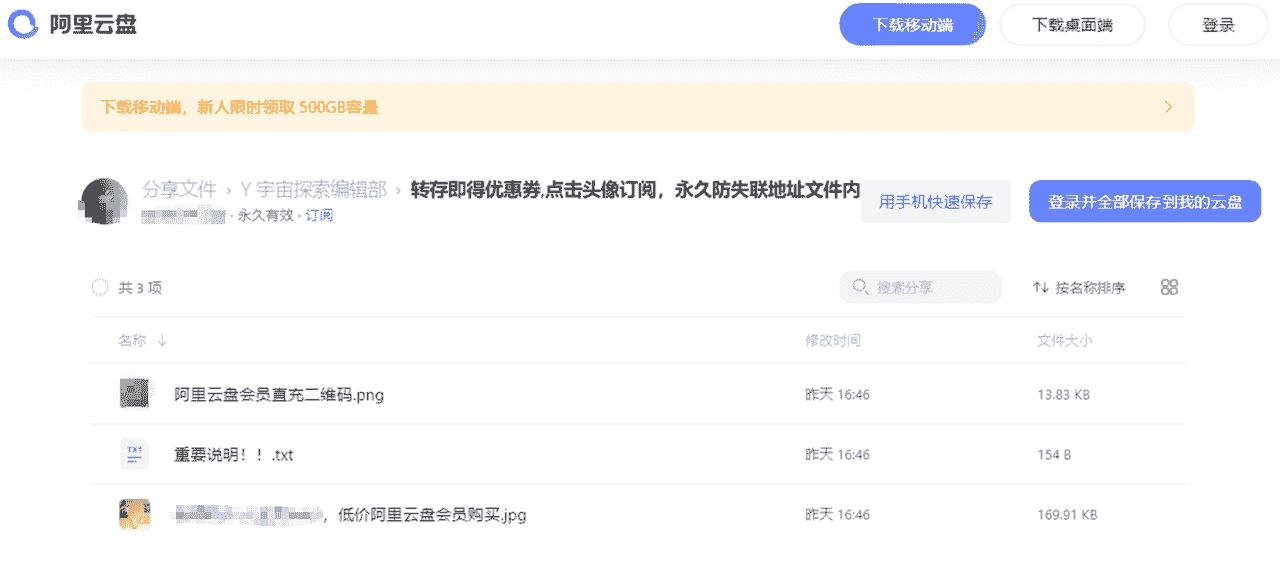 阿里云盘
下载移动端
下载桌面端
登录
下载移动端，新人限时领取 500GB容量
分享文件 › Y 宇宙探索编辑部 › 转存即得优惠券,点击头像订阅，永久防失联地址文件内
· 永久有效 · 订阅
用手机快速保存
登录并全部保存到我的云盘
共 3 项
搜索分享
按名称排序
名称 ↓ 修改时间 文件大小
阿里云盘会员直充二维码.png 昨天 16:46 13.83 KB
TXT
重要说明！！.txt 昨天 16:46 154 B
，低价阿里云盘会员购买.jpg 昨天 16:46 169.91 KB